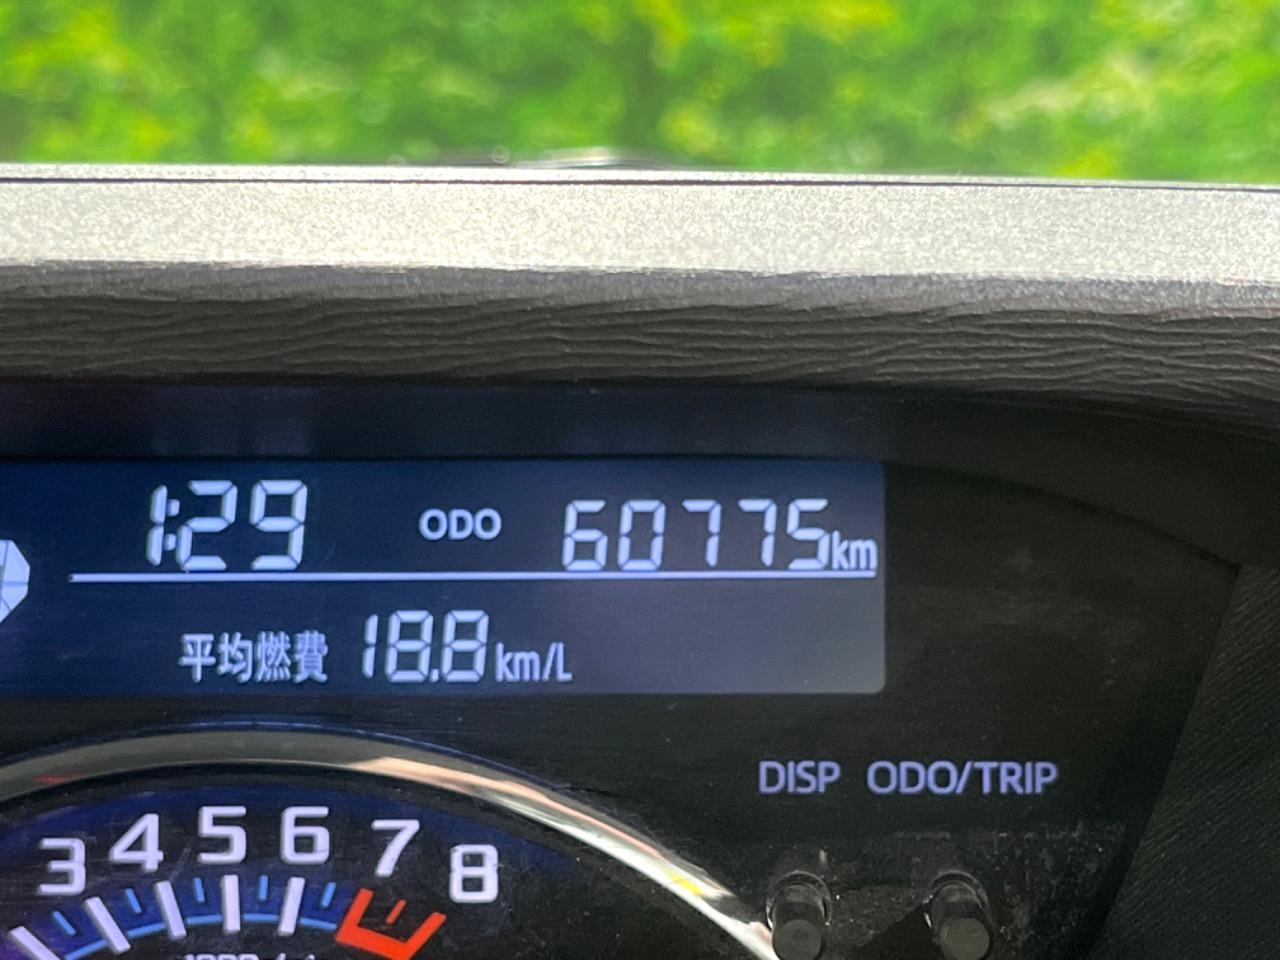 1:29 ODO 60775km
平均燃費 18.8km/L
DISP ODO/TRIP
3 4 5 6 7 8